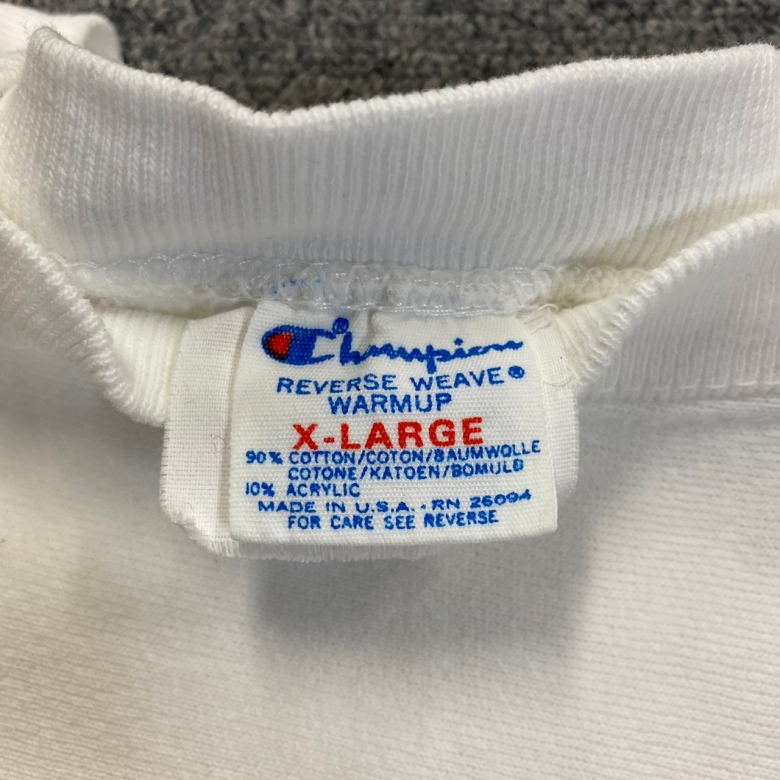 Champion®
REVERSE WEAVE®
WARMUP
X-LARGE
90% COTTON/COTON/BAUMWOLLE
COTONE/KATOEN/BOMULD
10% ACRYLIC
MADE IN U.S.A. - RN 26094
FOR CARE SEE REVERSE